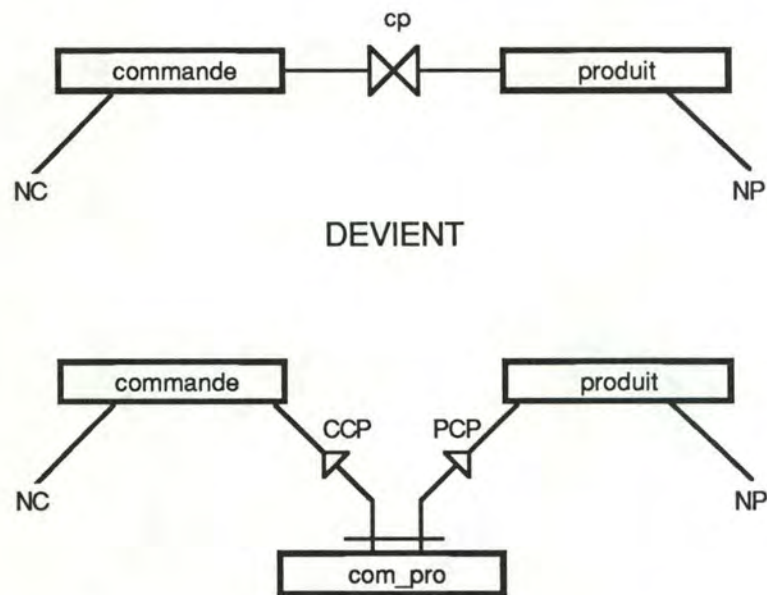 cp
commande produit
NC NP
DEVIENT
commande produit
CCP PCP
NC NP
com_pro